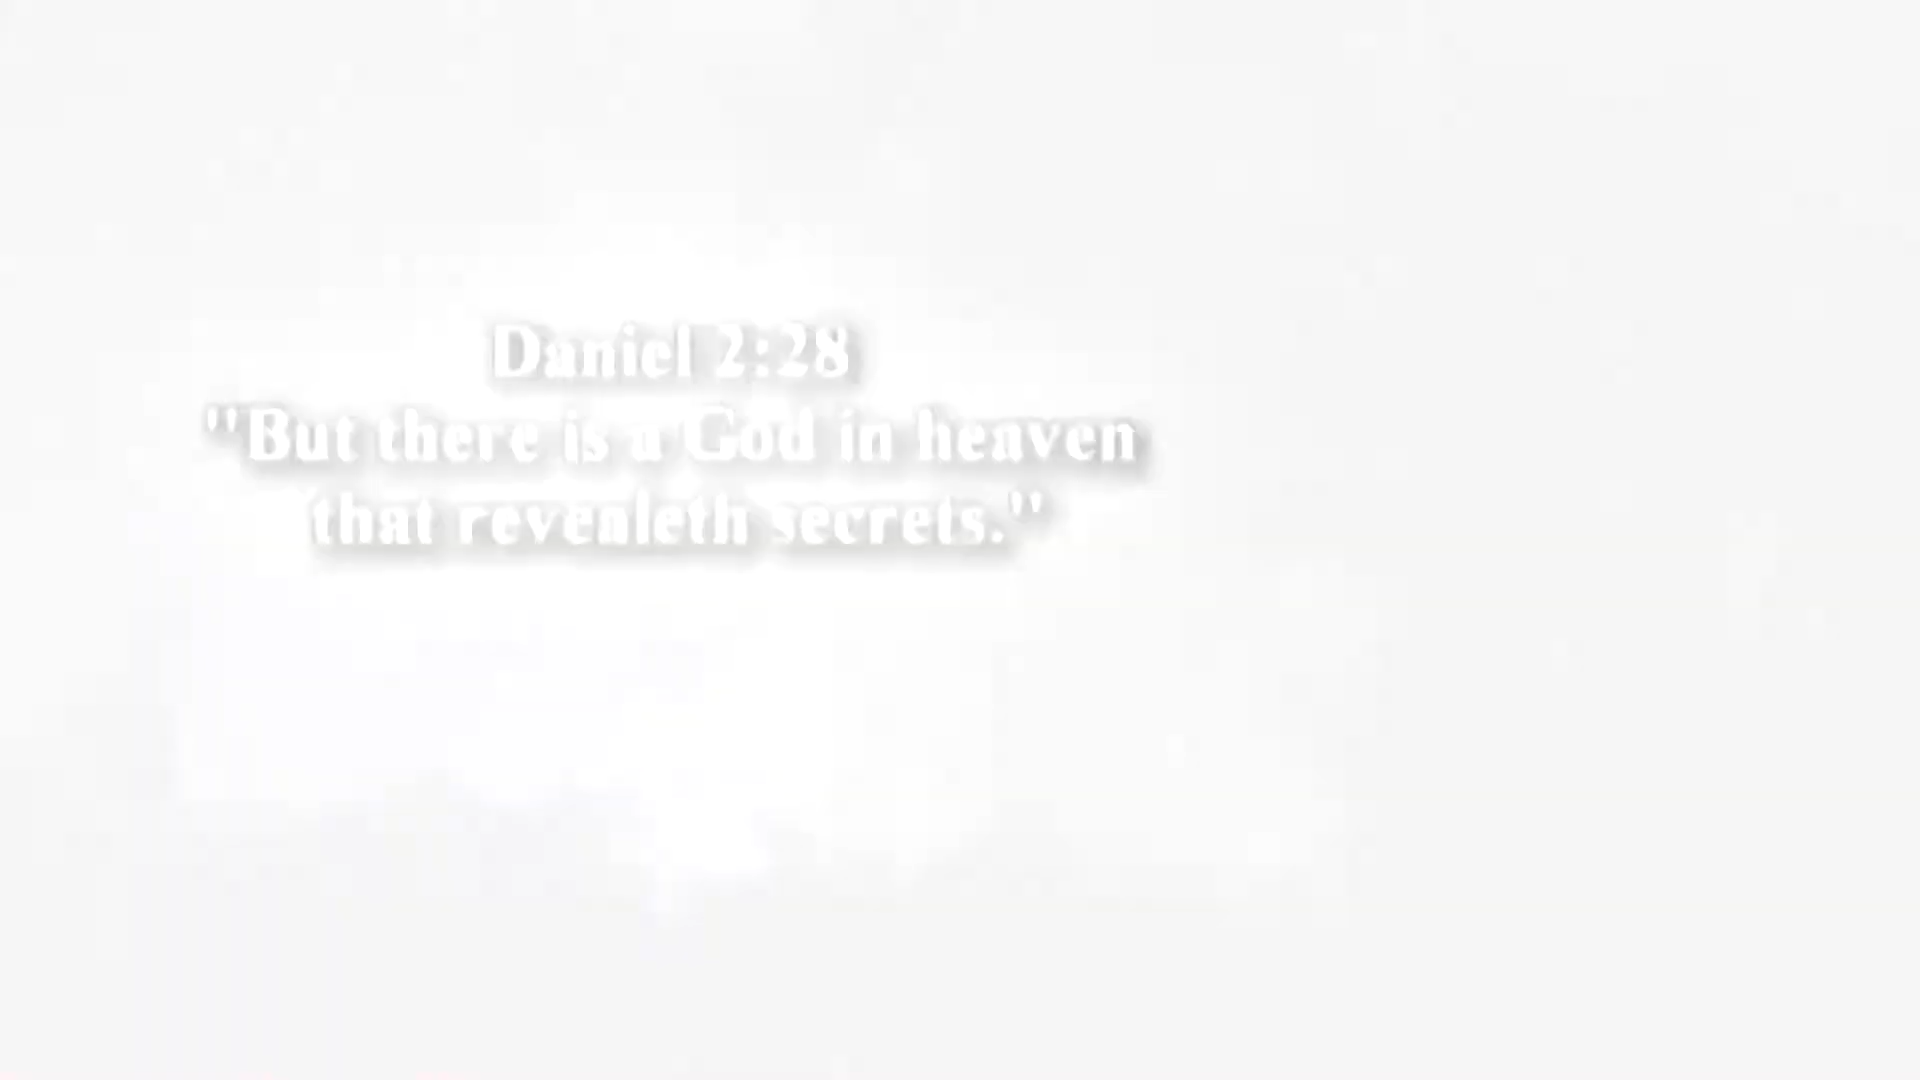 Daniel 2:28
"But there is a God in heaven
that revealeth secrets."